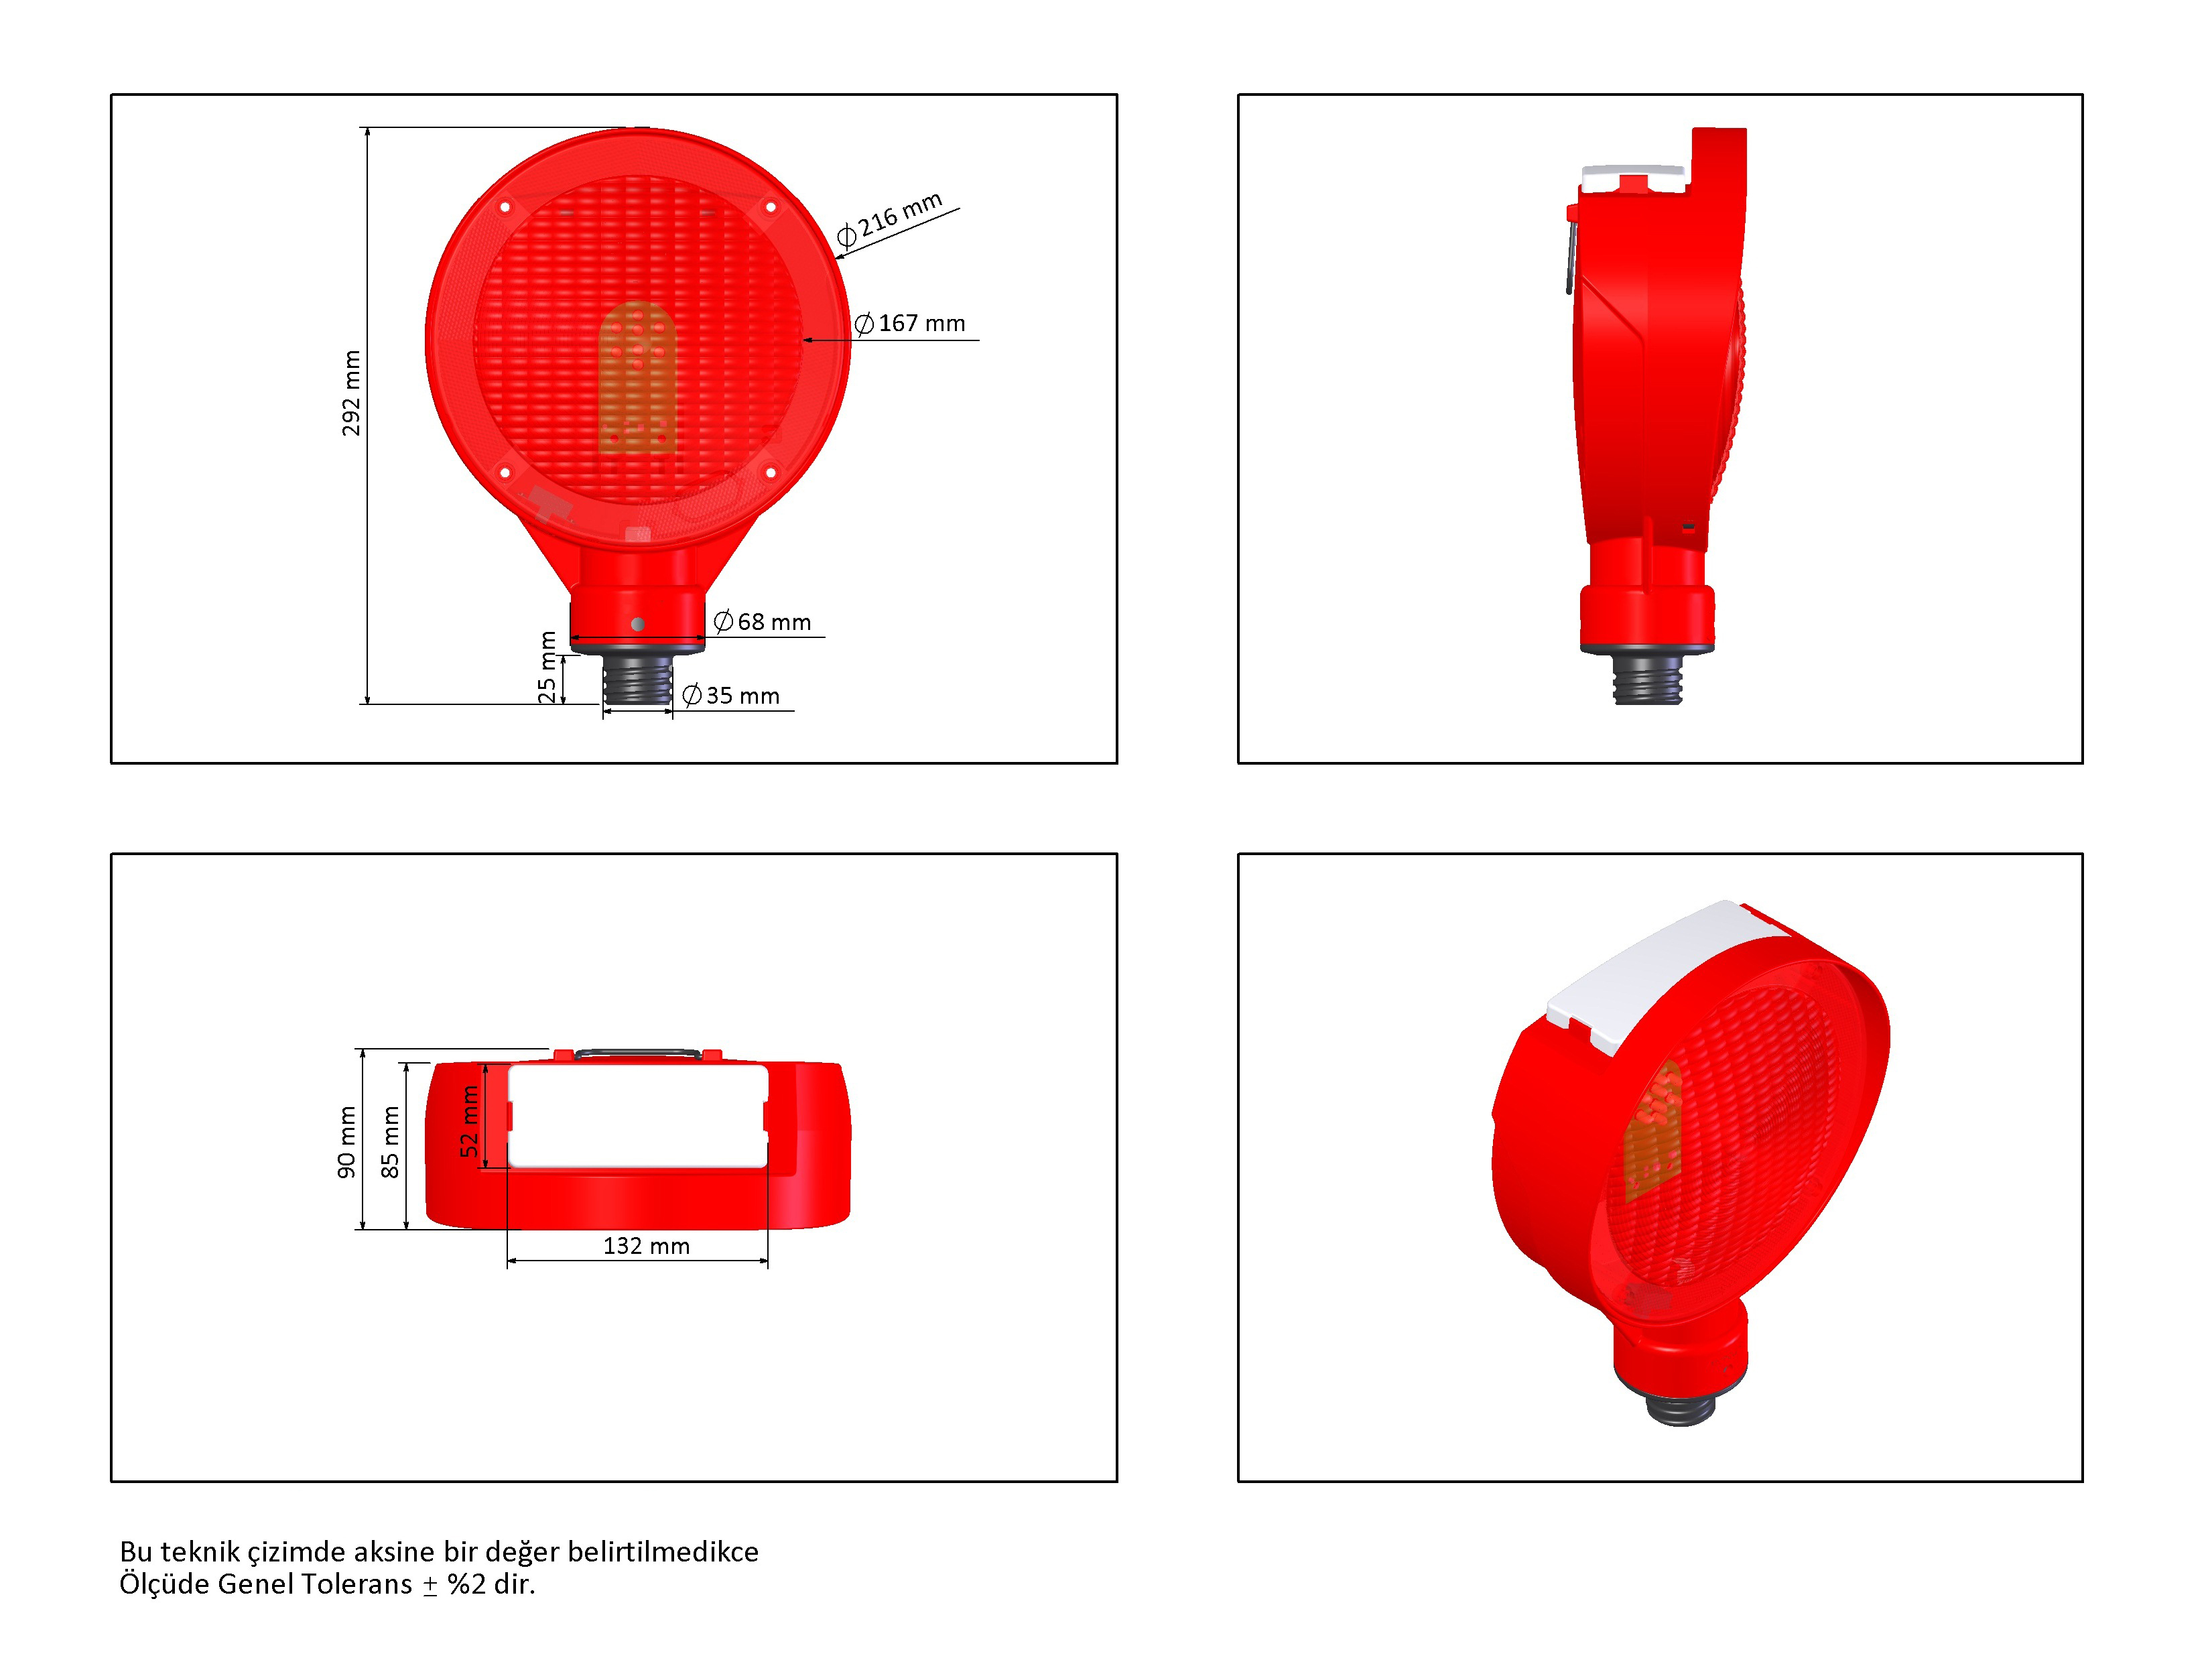 ⌀216 mm
⌀167 mm
292 mm
⌀68 mm
25 mm
⌀35 mm
90 mm
85 mm
52 mm
132 mm
Bu teknik çizimde aksine bir değer belirtilmedikce
Ölçüde Genel Tolerans ± %2 dir.